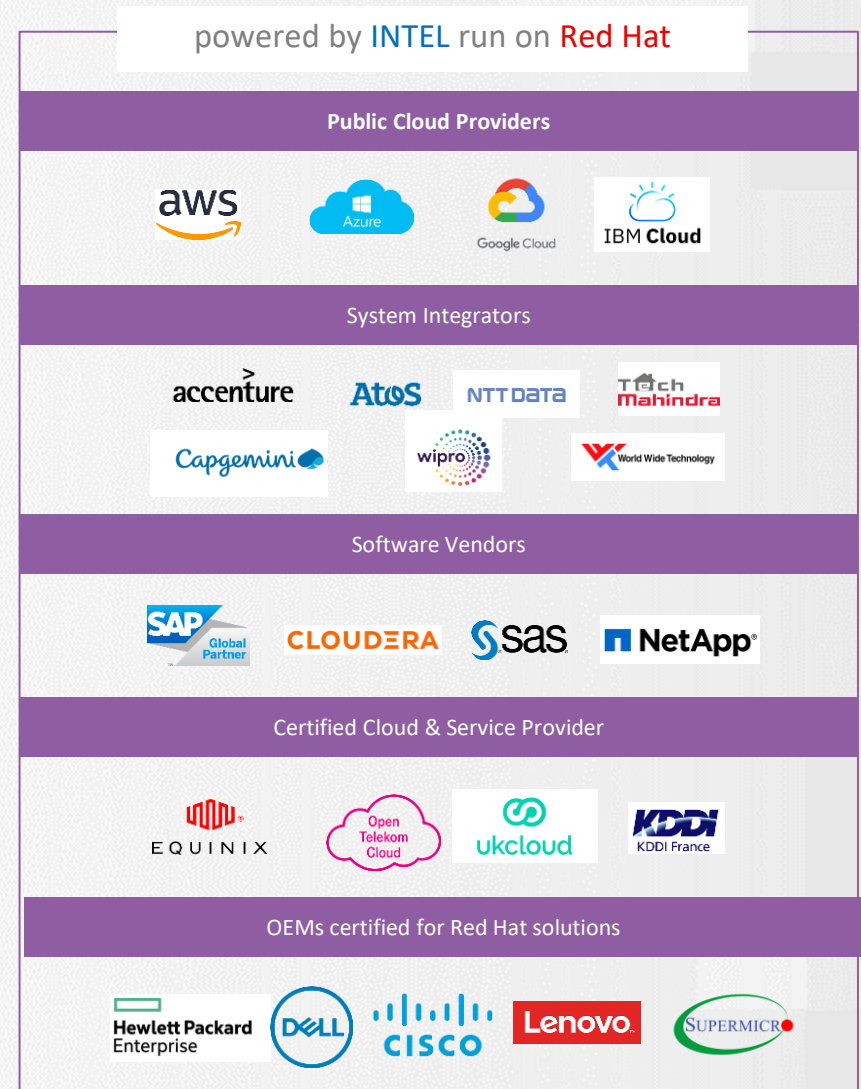 powered by INTEL run on Red Hat
Public Cloud Providers
aws
Azure
Google Cloud
IBM Cloud
System Integrators
accenture
Atos
NTT DATA
Tech
Mahindra
Capgemini
wipro
World Wide Technology
Software Vendors
SAP
Global
Partner
CLOUDERA
sas
NetApp®
Certified Cloud & Service Provider
EQUINIX
Open
Telekom
Cloud
ukcloud
KDDI
KDDI France
OEMs certified for Red Hat solutions
Hewlett Packard
Enterprise
DELL
CISCO
Lenovo
SUPERMICRO